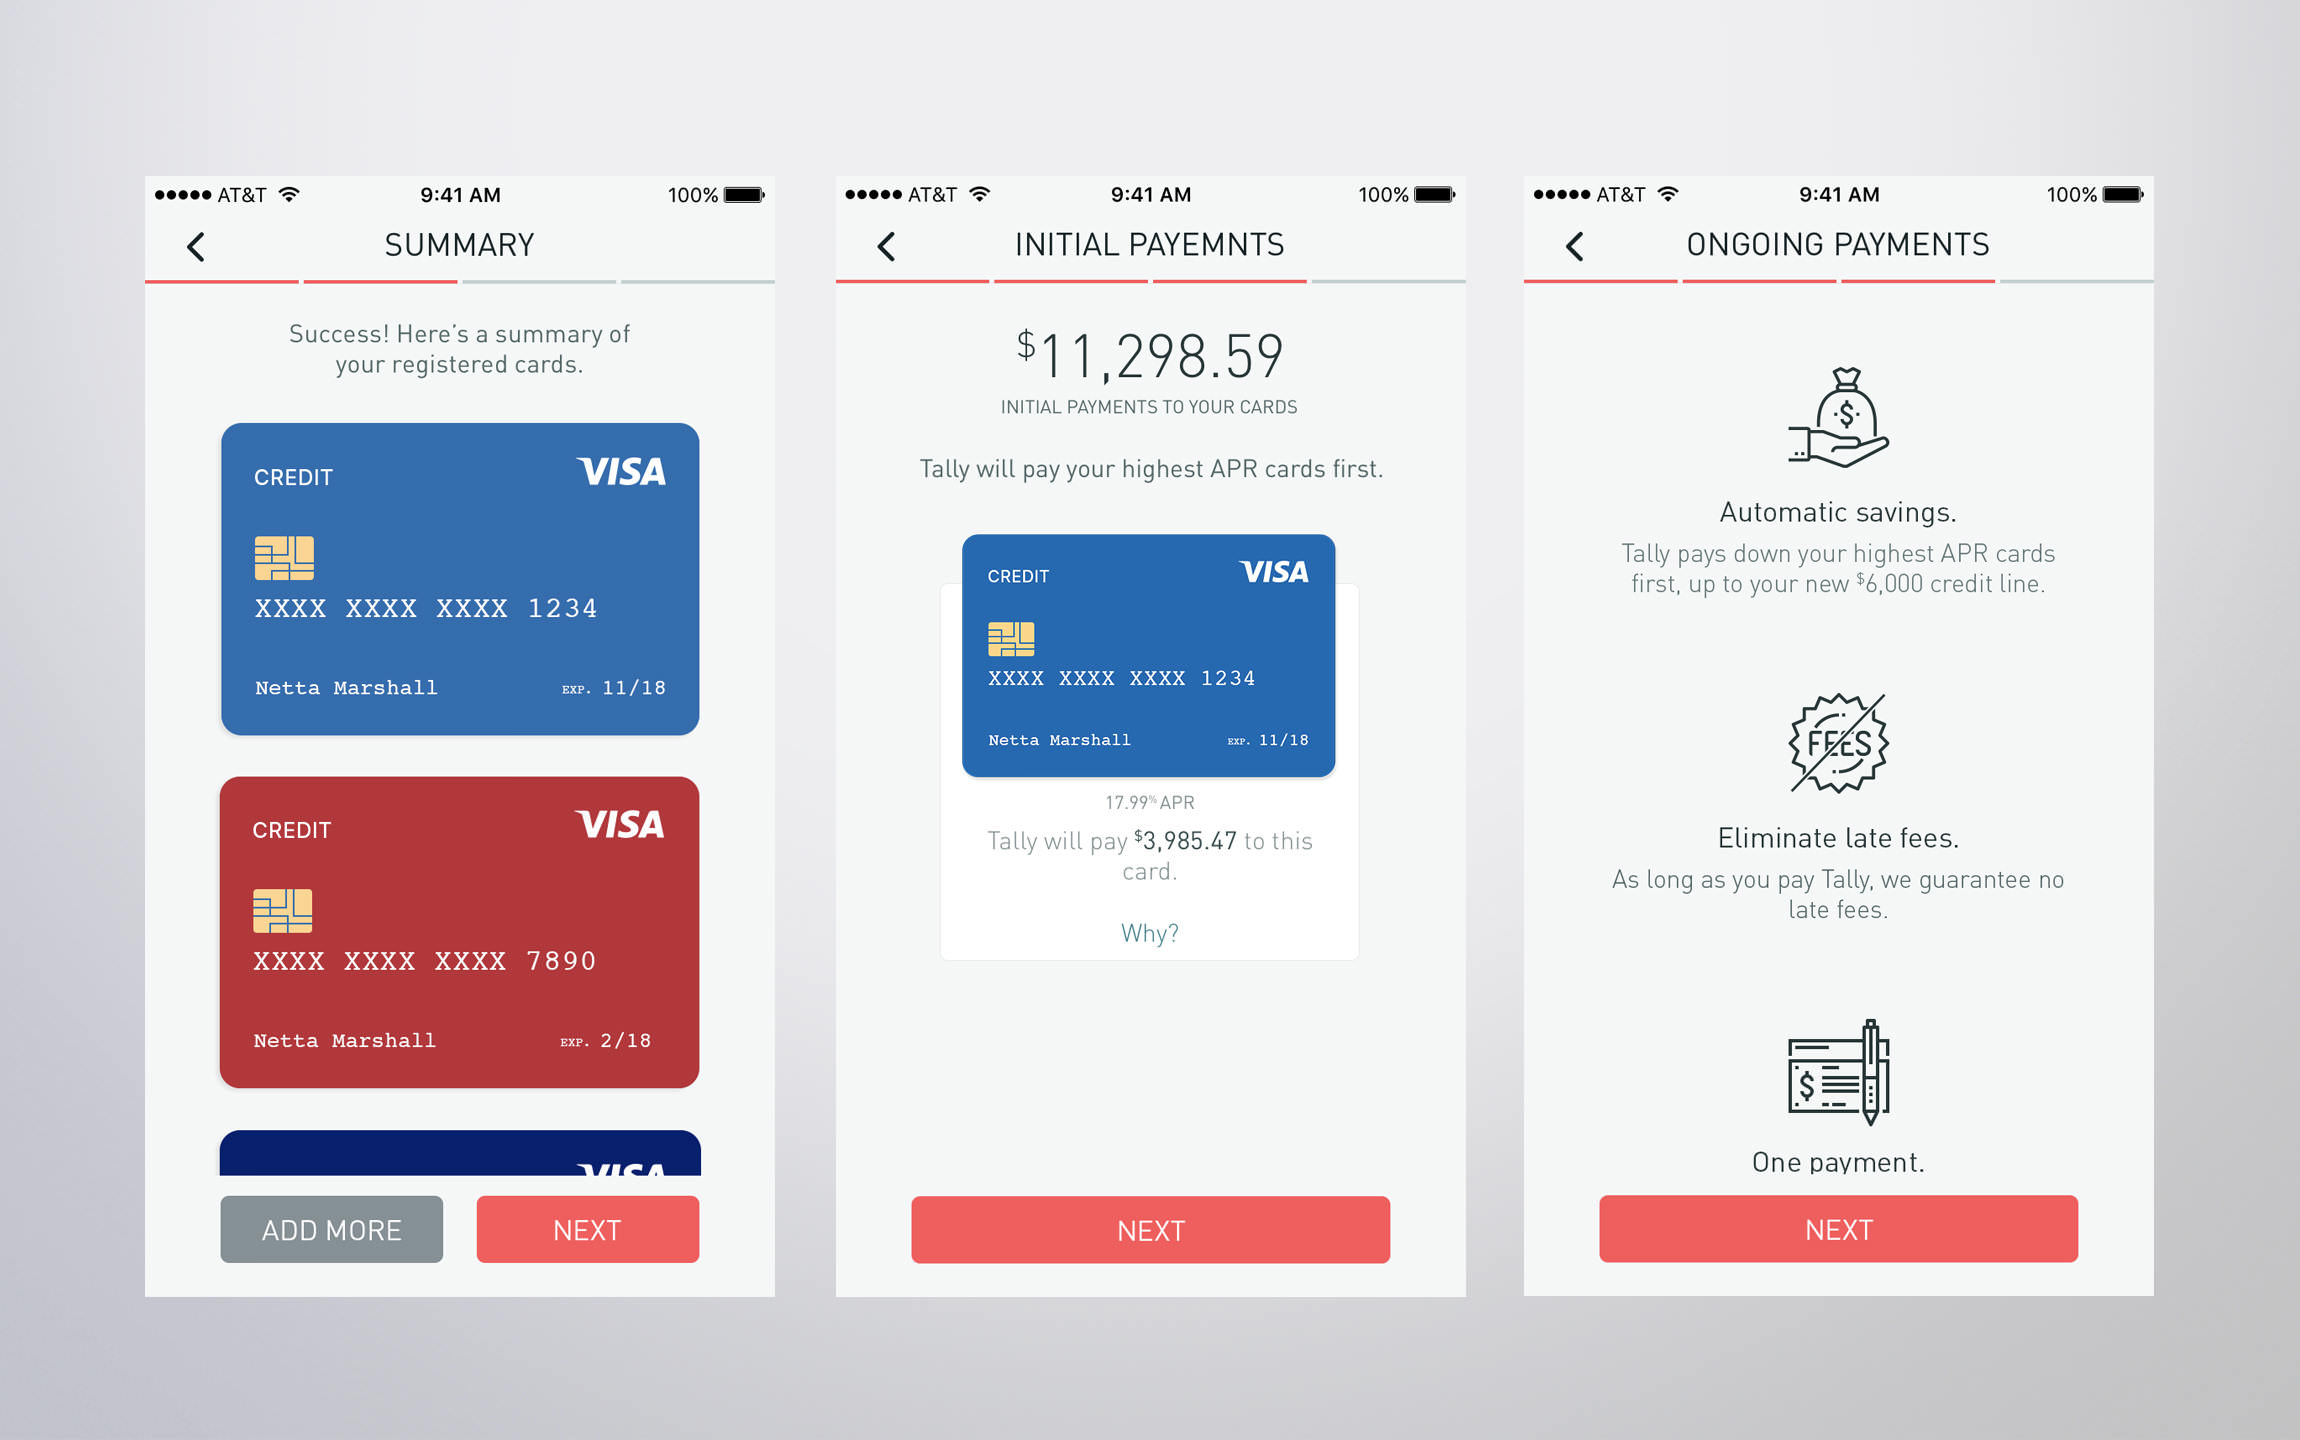 AT&T 9:41 AM 100%
SUMMARY
Success! Here's a summary of
your registered cards.
CREDIT VISA
XXXX XXXX XXXX 1234
Netta Marshall EXP. 11/18
CREDIT VISA
XXXX XXXX XXXX 7890
Netta Marshall EXP. 2/18
VISA
ADD MORE NEXT
AT&T 9:41 AM 100%
INITIAL PAYEMNTS
$11,298.59
INITIAL PAYMENTS TO YOUR CARDS
Tally will pay your highest APR cards first.
CREDIT VISA
XXXX XXXX XXXX 1234
Netta Marshall EXP. 11/18
17.99% APR
Tally will pay $3,985.47 to this
card.
Why?
NEXT
AT&T 9:41 AM 100%
ONGOING PAYMENTS
$
Automatic savings.
Tally pays down your highest APR cards
first, up to your new $6,000 credit line.
FEES
Eliminate late fees.
As long as you pay Tally, we guarantee no
late fees.
$
One payment.
NEXT